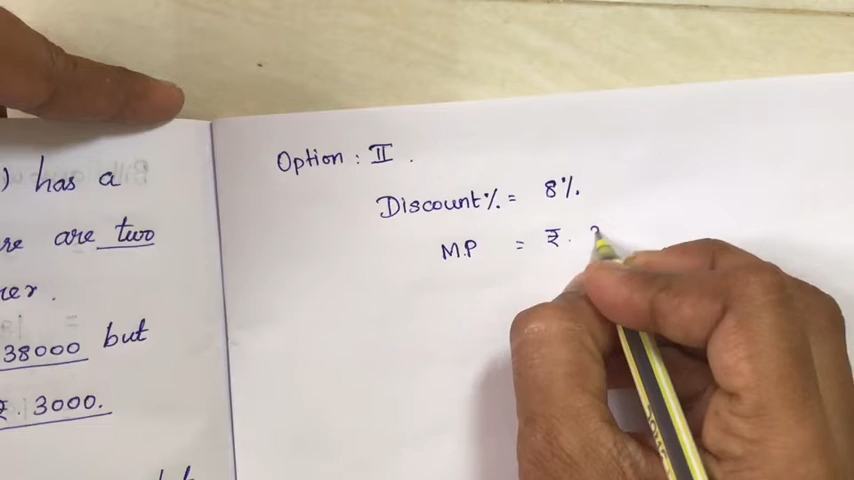 ) has a
re are two
rer.
38000 but
₹. 3000.
Option : II.
Discount% = 8%.
M.P = ₹.